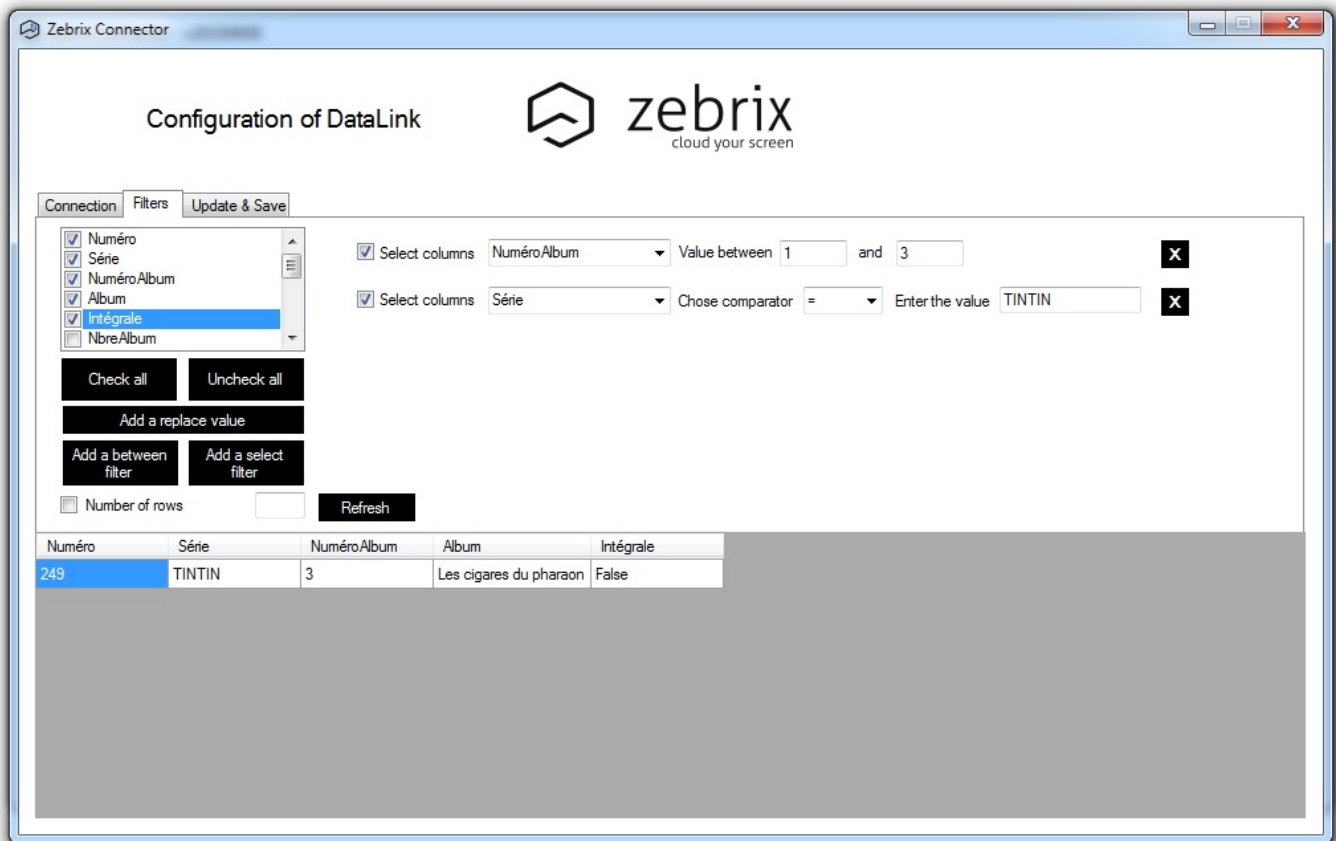 Zebrix Connector
Configuration of DataLink
zebrix
cloud your screen
Connection Filters Update & Save
Numéro
Série
NuméroAlbum
Album
Intégrale
NbreAlbum
Select columns NuméroAlbum Value between 1 and 3 X
Select columns Série Chose comparator = Enter the value TINTIN X
Check all Uncheck all
Add a replace value
Add a between filter Add a select filter
Number of rows Refresh
Numéro Série NuméroAlbum Album Intégrale
249 TINTIN 3 Les cigares du pharaon False